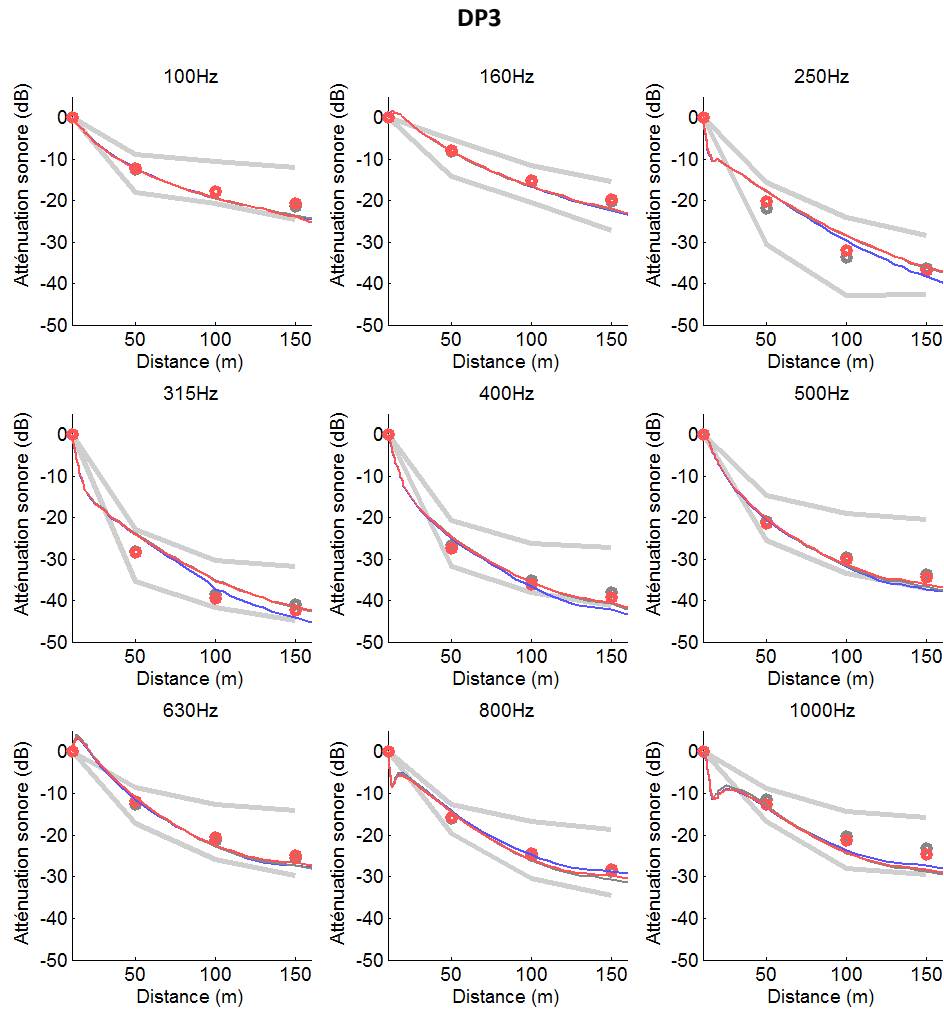 DP3
100Hz
160Hz
250Hz
Atténuation sonore (dB)
0
-10
-20
-30
-40
-50
50
100
150
Distance (m)
Atténuation sonore (dB)
0
-10
-20
-30
-40
-50
50
100
150
Distance (m)
Atténuation sonore (dB)
0
-10
-20
-30
-40
-50
50
100
150
Distance (m)
315Hz
400Hz
500Hz
Atténuation sonore (dB)
0
-10
-20
-30
-40
-50
50
100
150
Distance (m)
Atténuation sonore (dB)
0
-10
-20
-30
-40
-50
50
100
150
Distance (m)
Atténuation sonore (dB)
0
-10
-20
-30
-40
-50
50
100
150
Distance (m)
630Hz
800Hz
1000Hz
Atténuation sonore (dB)
0
-10
-20
-30
-40
-50
50
100
150
Distance (m)
Atténuation sonore (dB)
0
-10
-20
-30
-40
-50
50
100
150
Distance (m)
Atténuation sonore (dB)
0
-10
-20
-30
-40
-50
50
100
150
Distance (m)